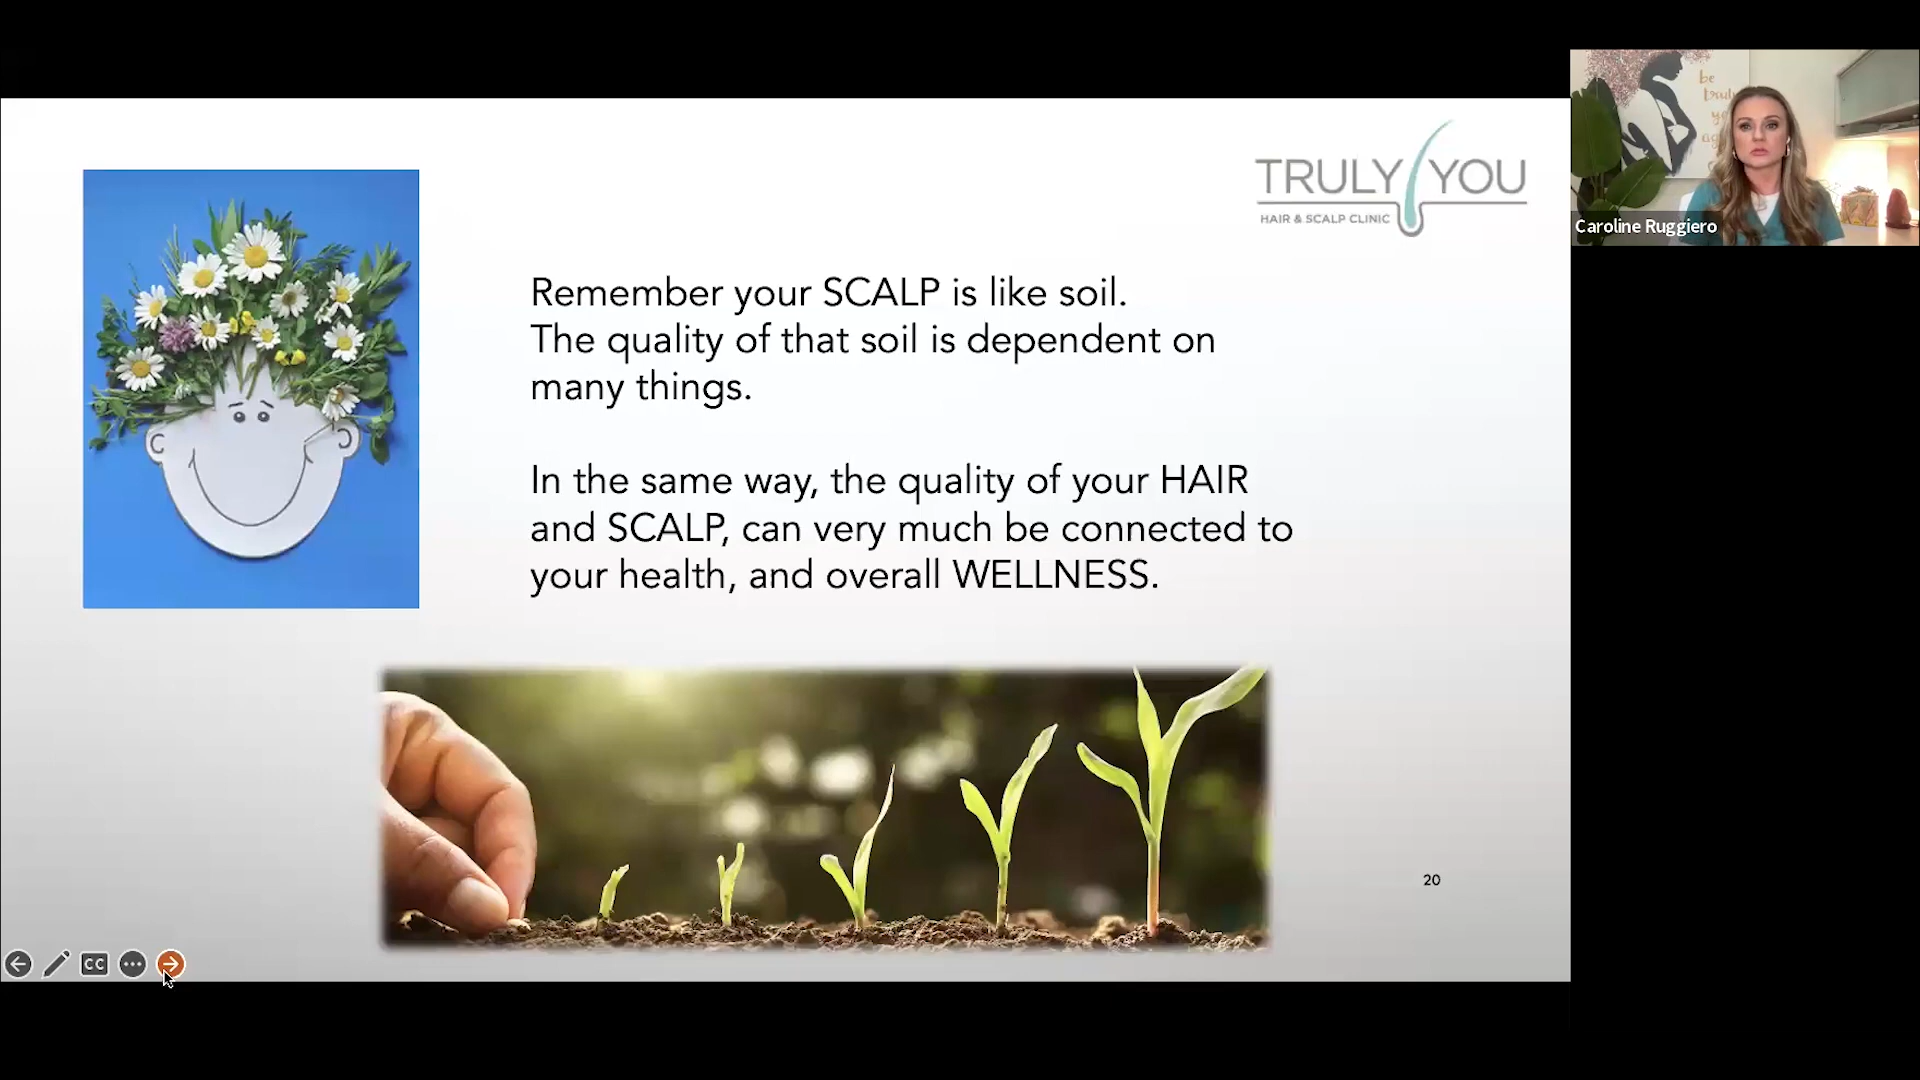 TRULY YOU
HAIR & SCALP CLINIC
be
Caroline Ruggiero
Remember your SCALP is like soil.
The quality of that soil is dependent on
many things.
In the same way, the quality of your HAIR
and SCALP, can very much be connected to
your health, and overall WELLNESS.
20
CC